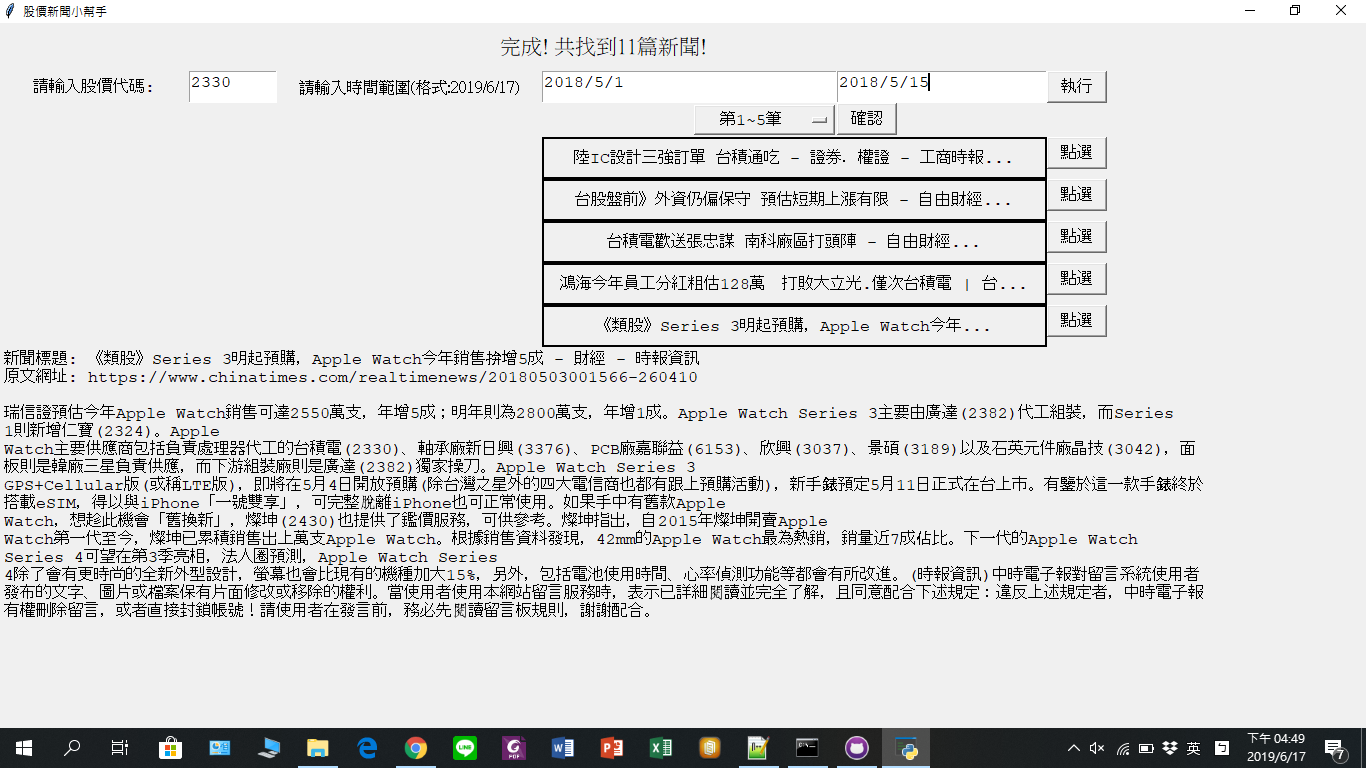 股價新聞小幫手
完成! 共找到11篇新聞!
請輸入股價代碼： 2330 請輸入時間範圍(格式:2019/6/17) 2018/5/1 2018/5/15 執行
第1~5筆 確認
陸IC設計三強訂單 台積通吃 - 證券．權證 - 工商時報... 點選
台股盤前》外資仍偏保守 預估短期上漲有限 - 自由財經... 點選
台積電歡送張忠謀 南科廠區打頭陣 - 自由財經... 點選
鴻海今年員工分紅粗估128萬　打敗大立光.僅次台積電 | 台... 點選
《類股》Series 3明起預購，Apple Watch今年... 點選
新聞標題: 《類股》Series 3明起預購，Apple Watch今年銷售拚增5成 - 財經 - 時報資訊
原文網址: https://www.chinatimes.com/realtimenews/20180503001566-260410
瑞信證預估今年Apple Watch銷售可達2550萬支，年增5成；明年則為2800萬支，年增1成。Apple Watch Series 3主要由廣達(2382)代工組裝，而Series
1則新增仁寶(2324)。Apple
Watch主要供應商包括負責處理器代工的台積電(2330)、軸承廠新日興(3376)、PCB廠嘉聯益(6153)、欣興(3037)、景碩(3189)以及石英元件廠晶技(3042)，面
板則是韓廠三星負責供應，而下游組裝廠則是廣達(2382)獨家操刀。Apple Watch Series 3
GPS+Cellular版(或稱LTE版)，即將在5月4日開放預購(除台灣之星外的四大電信商也都有跟上預購活動)，新手錶預定5月11日正式在台上市。有鑒於這一款手錶終於
搭載eSIM，得以與iPhone「一號雙享」，可完整脫離iPhone也可正常使用。如果手中有舊款Apple
Watch，想趁此機會「舊換新」，燦坤(2430)也提供了鑑價服務，可供參考。燦坤指出，自2015年燦坤開賣Apple
Watch第一代至今，燦坤已累積銷售出上萬支Apple Watch。根據銷售資料發現，42mm的Apple Watch最為熱銷，銷量近7成佔比。下一代的Apple Watch
Series 4可望在第3季亮相，法人圈預測，Apple Watch Series
4除了會有更時尚的全新外型設計，螢幕也會比現有的機種加大15%，另外，包括電池使用時間、心率偵測功能等都會有所改進。(時報資訊)中時電子報對留言系統使用者
發布的文字、圖片或檔案保有片面修改或移除的權利。當使用者使用本網站留言服務時，表示已詳細閱讀並完全了解，且同意配合下述規定：違反上述規定者，中時電子報
有權刪除留言，或者直接封鎖帳號！請使用者在發言前，務必先閱讀留言板規則，謝謝配合。
英
下午 04:49
2019/6/17
7